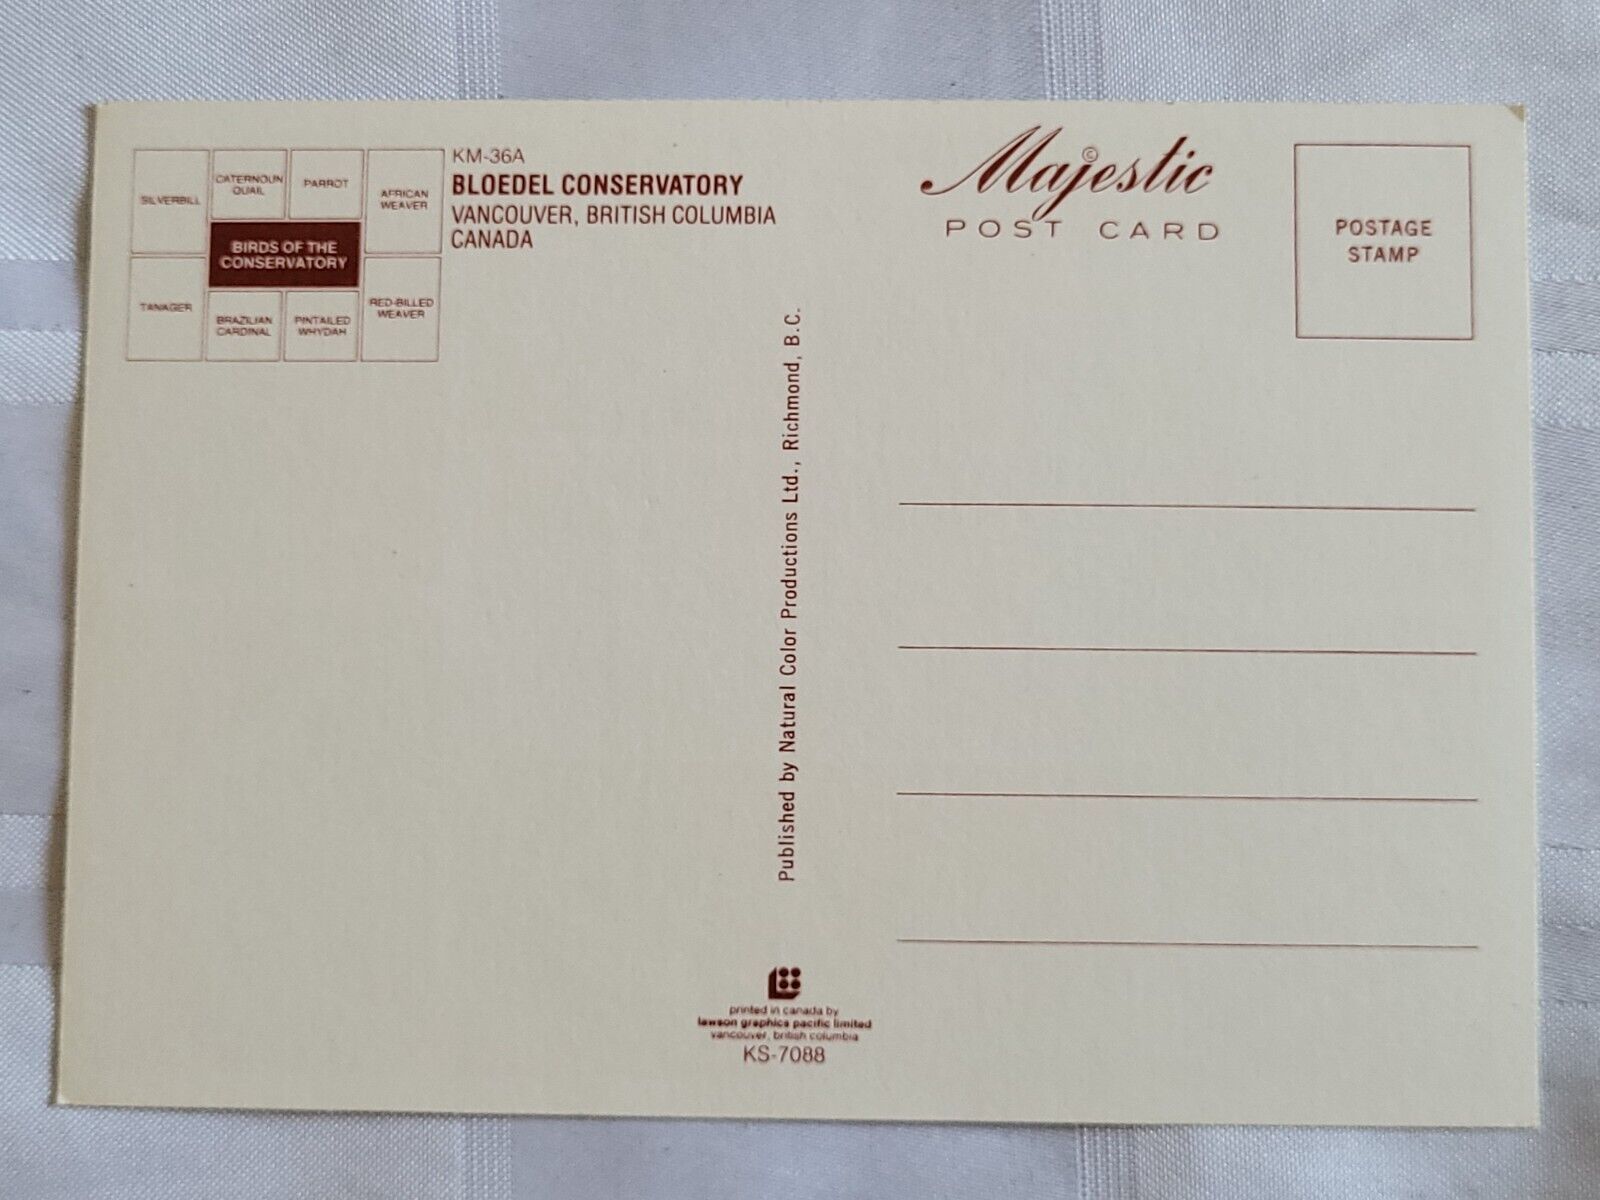 SILVERBILL
CATERNOUN
QUAIL
PARROT
AFRICAN
WEAVER
BIRDS OF THE
CONSERVATORY
TANAGER
BRAZILIAN
CARDINAL
PINTAILED
WHYDAH
RED-BILLED
WEAVER
KM-36A
BLOEDEL CONSERVATORY
VANCOUVER, BRITISH COLUMBIA
CANADA
Majestic ©
POST CARD
POSTAGE
STAMP
Published by Natural Color Productions Ltd., Richmond, B.C.
printed in canada by
lawson graphics pacific limited
vancouver, british columbia
KS-7088